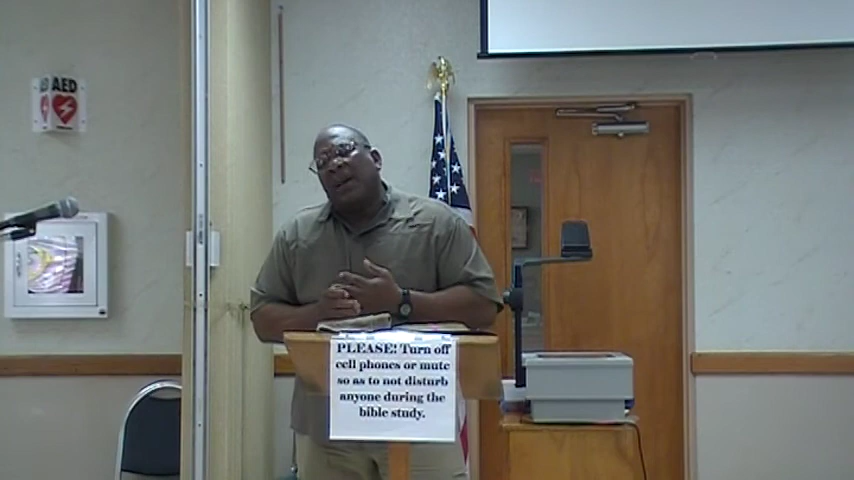 AED
PLEASE! Turn off
cell phones or mute
so as to not disturb
anyone during the
bible study.